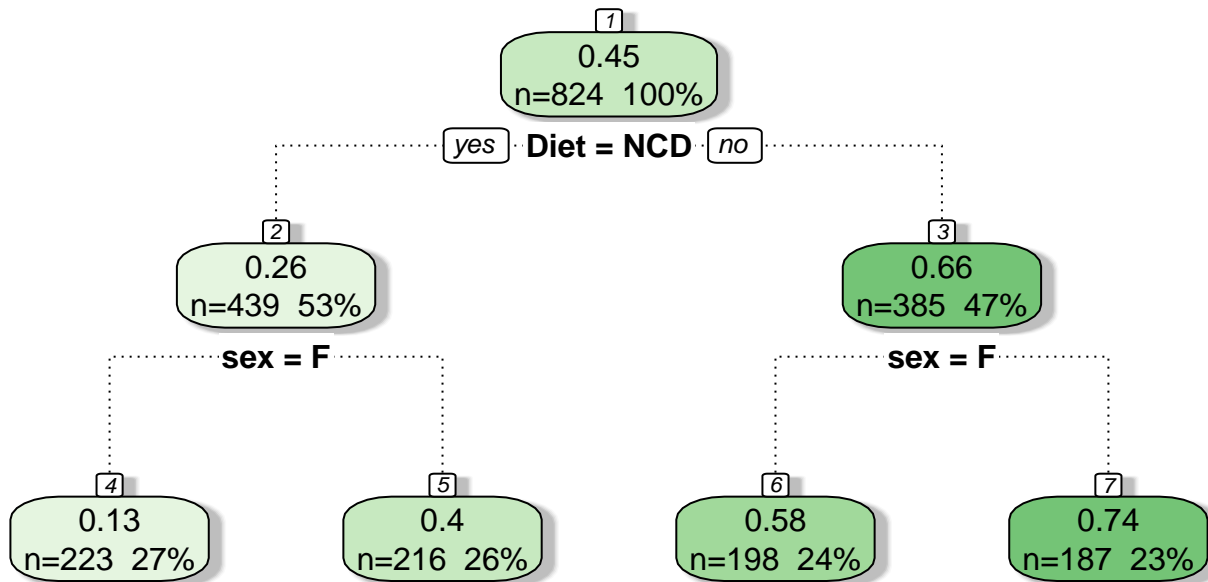 1
0.45
n=824 100%
yes Diet = NCD no
2
0.26
n=439 53%
3
0.66
n=385 47%
sex = F
sex = F
4
0.13
n=223 27%
5
0.4
n=216 26%
6
0.58
n=198 24%
7
0.74
n=187 23%